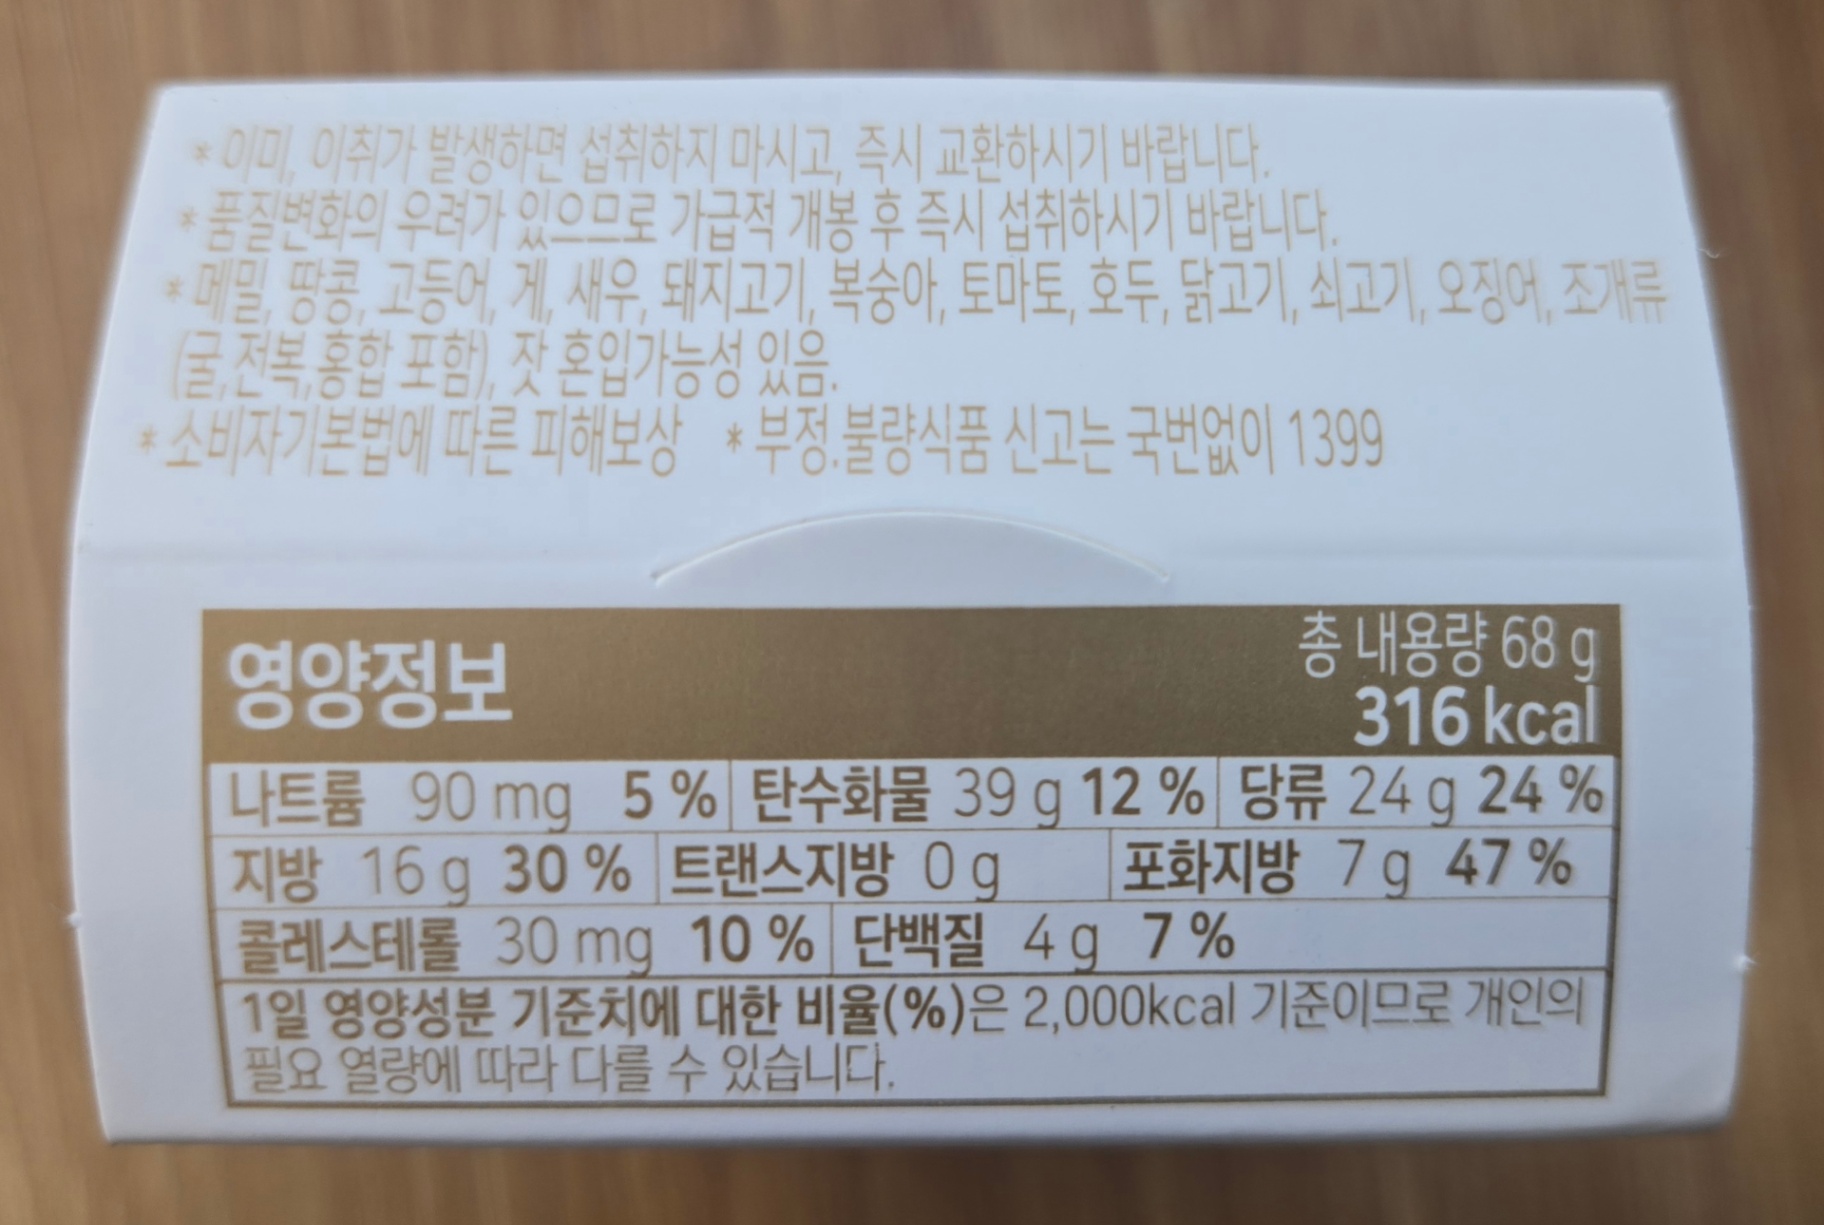 * 이미, 이취가 발생하면 섭취하지 마시고, 즉시 교환하시기 바랍니다.
* 품질변화의 우려가 있으므로 가급적 개봉 후 즉시 섭취하시기 바랍니다.
* 메밀, 땅콩, 고등어, 게, 새우, 돼지고기, 복숭아, 토마토, 호두, 닭고기, 쇠고기, 오징어, 조개류
(굴,전복,홍합 포함), 잣 혼입가능성 있음.
* 소비자기본법에 따른 피해보상 * 부정.불량식품 신고는 국번없이 1399
영양정보 총 내용량 68 g
316 kcal
나트륨 90 mg 5 % 탄수화물 39 g 12 % 당류 24 g 24 %
지방 16 g 30 % 트랜스지방 0 g 포화지방 7 g 47 %
콜레스테롤 30 mg 10 % 단백질 4 g 7 %
1일 영양성분 기준치에 대한 비율(%)은 2,000kcal 기준이므로 개인의
필요 열량에 따라 다를 수 있습니다.